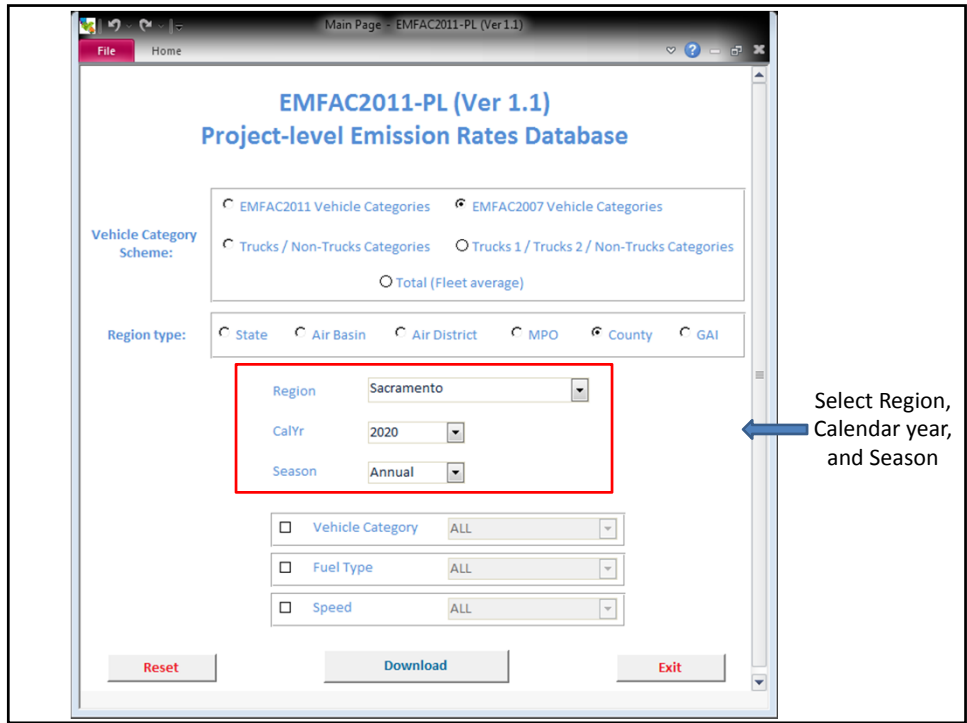 Main Page - EMFAC2011-PL (Ver 1.1)
File Home
EMFAC2011-PL (Ver 1.1)
Project-level Emission Rates Database
Vehicle Category
Scheme:
EMFAC2011 Vehicle Categories EMFAC2007 Vehicle Categories
Trucks / Non-Trucks Categories Trucks 1 / Trucks 2 / Non-Trucks Categories
Total (Fleet average)
Region type: State Air Basin Air District MPO County GAI
Region Sacramento
CalYr 2020
Season Annual
Select Region,
Calendar year,
and Season
Vehicle Category ALL
Fuel Type ALL
Speed ALL
Reset Download Exit